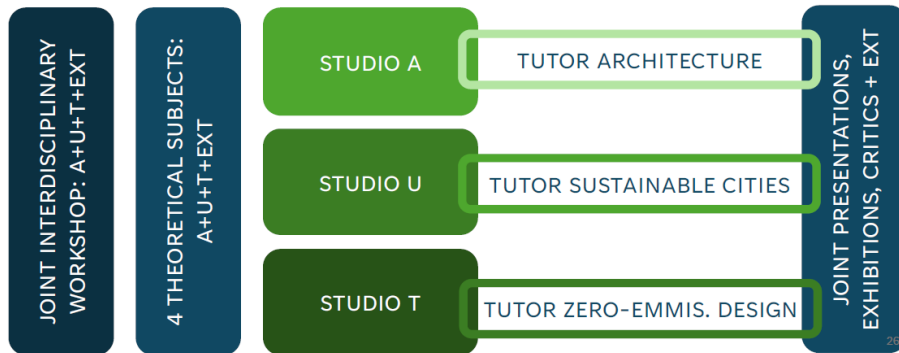 JOINT INTERDISCIPLINARY
WORKSHOP: A+U+T+EXT
4 THEORETICAL SUBJECTS:
A+U+T+EXT
STUDIO A
TUTOR ARCHITECTURE
STUDIO U
TUTOR SUSTAINABLE CITIES
STUDIO T
TUTOR ZERO-EMMIS. DESIGN
JOINT PRESENTATIONS,
EXHIBITIONS, CRITICS + EXT
26